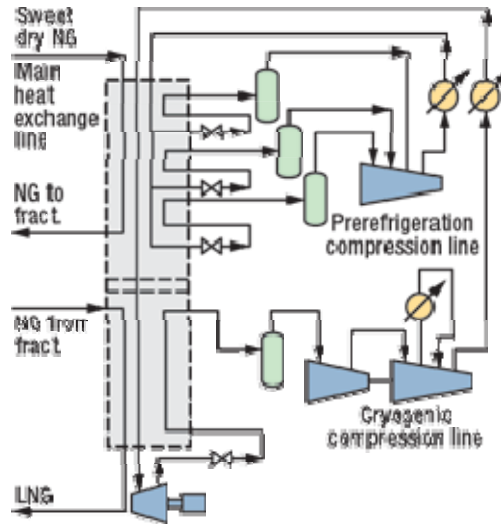 Sweet
dry NG
Main
heat
exchange
line
NG to
fract.
Prerefrigeration
compression line
NG from
fract.
Cryogenic
compression line
LNG